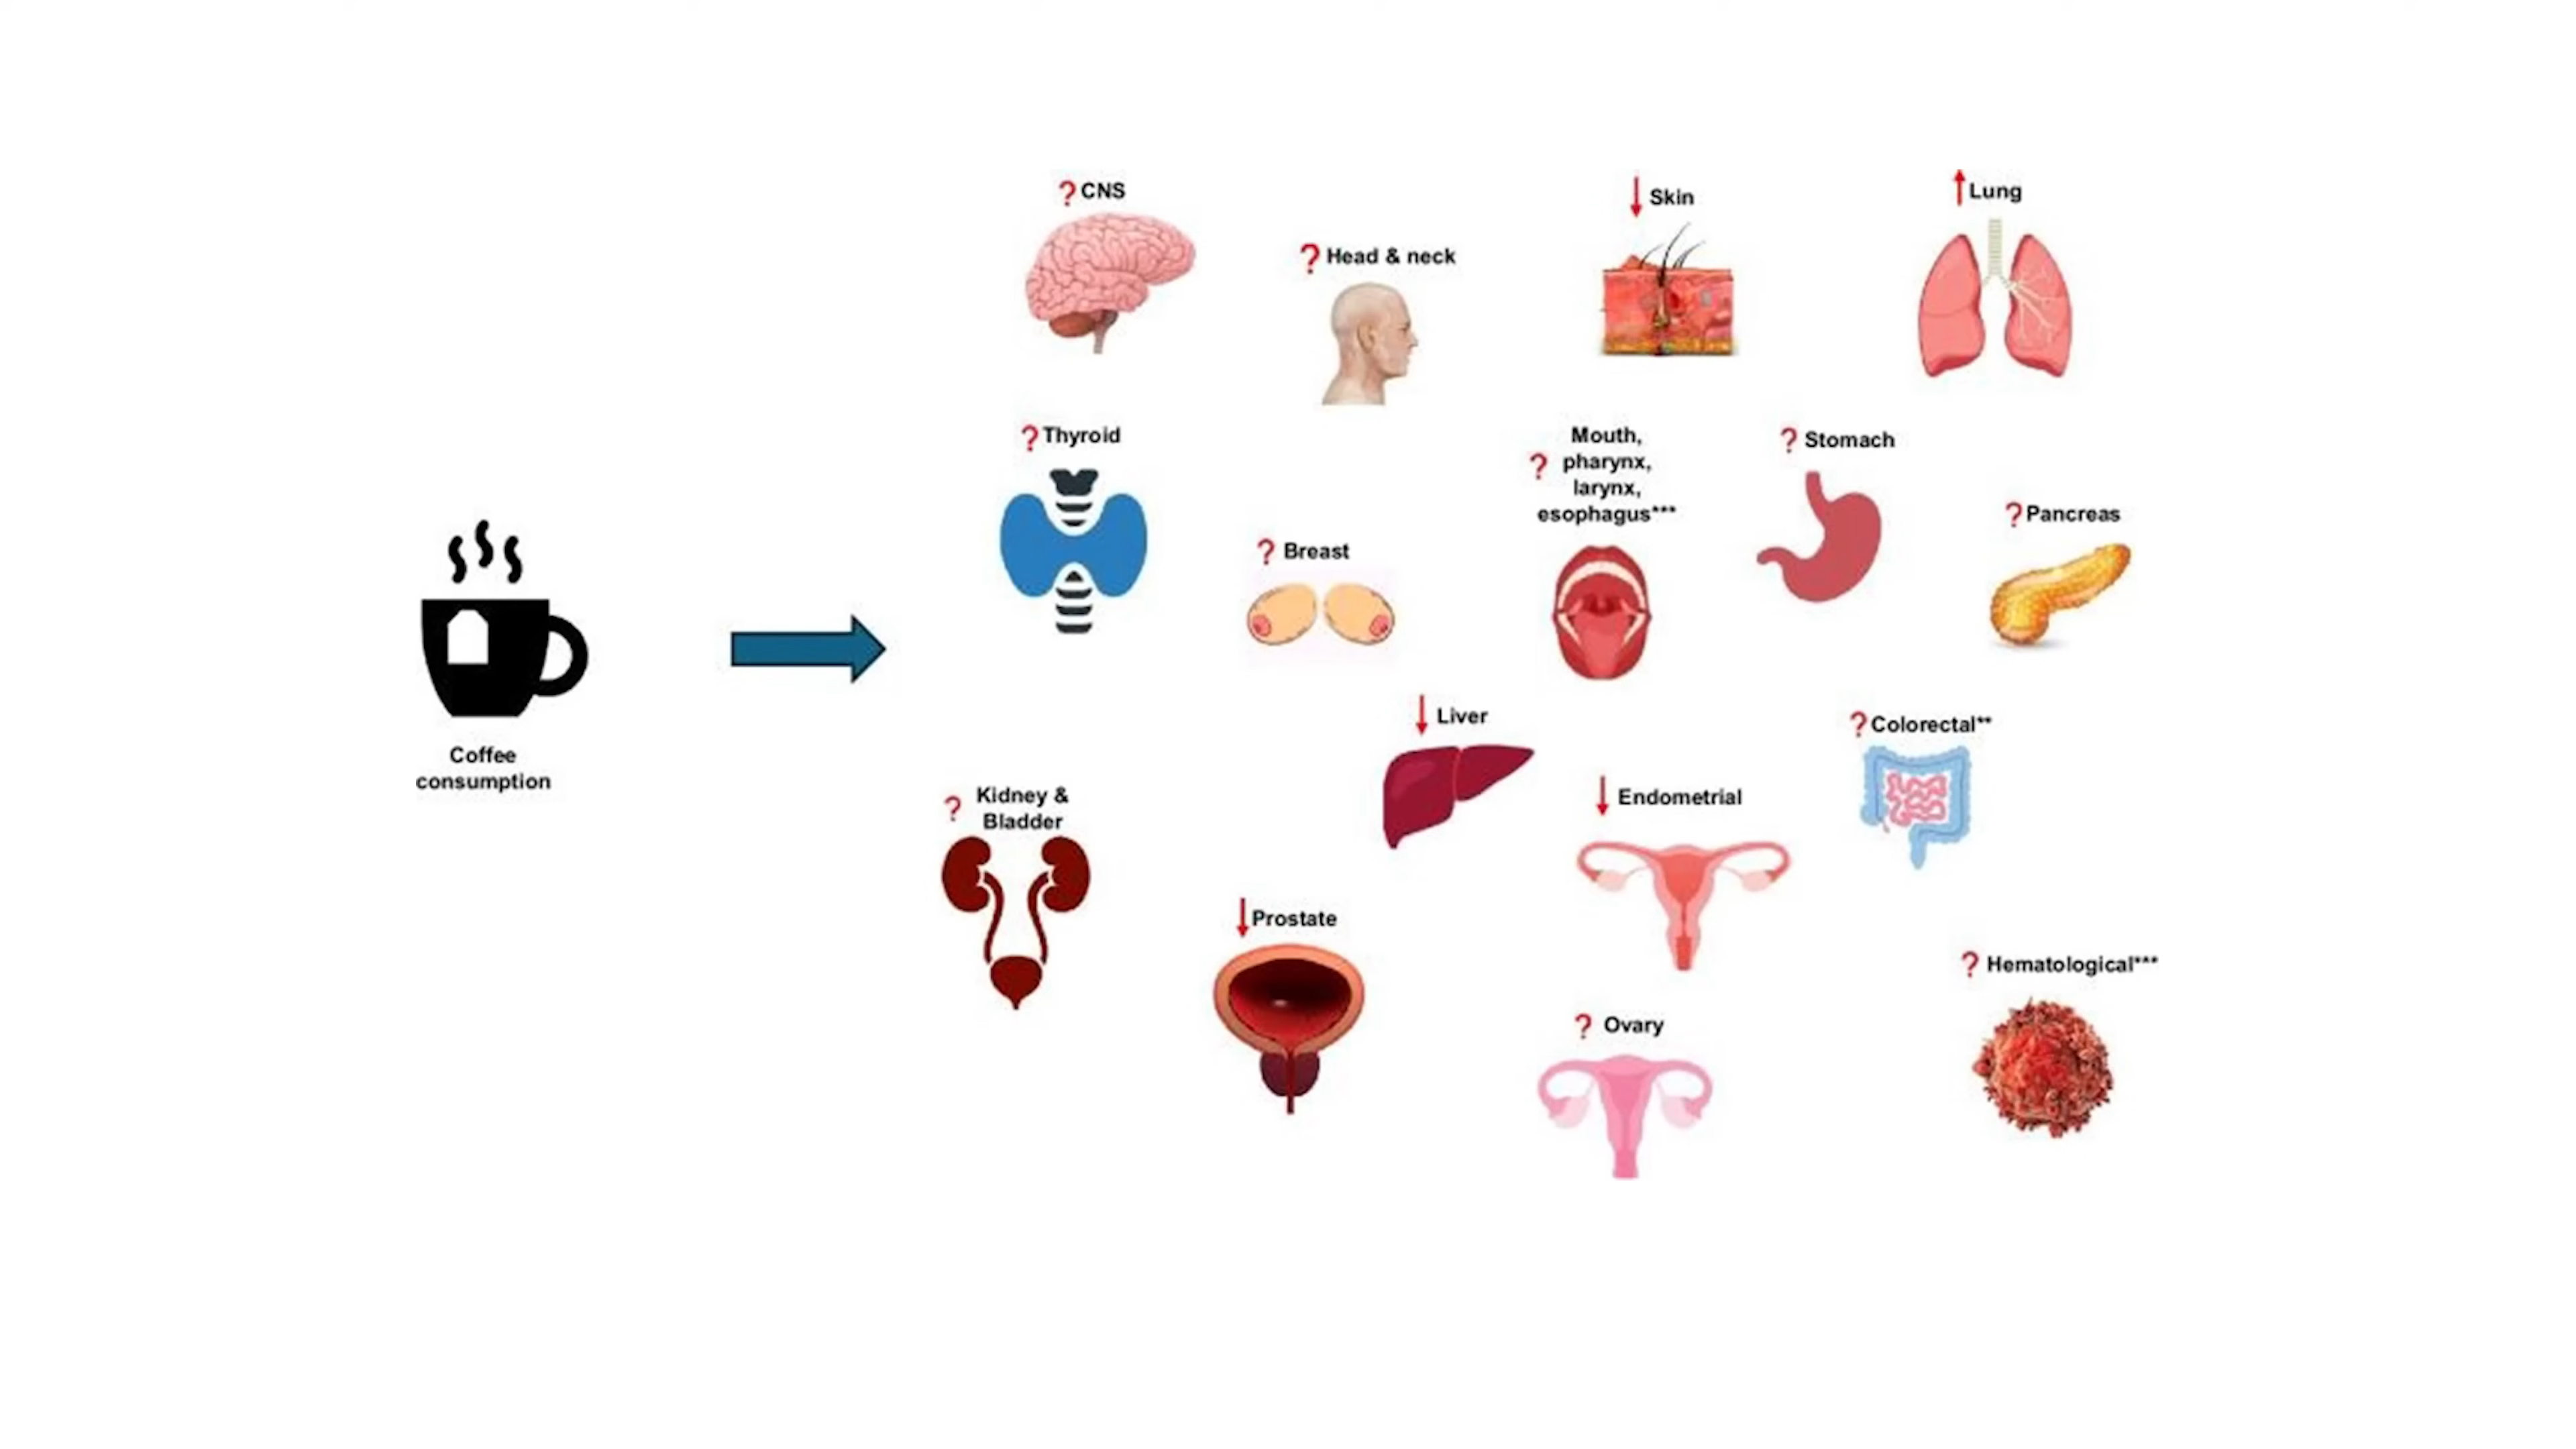 ? CNS
↓ Skin
↑ Lung
? Head & neck
? Thyroid
Mouth,
? pharynx,
larynx,
esophagus***
? Stomach
? Pancreas
? Breast
↓ Liver
? Colorectal**
Coffee
consumption
? Kidney &
Bladder
↓ Endometrial
↓ Prostate
? Hematological***
? Ovary